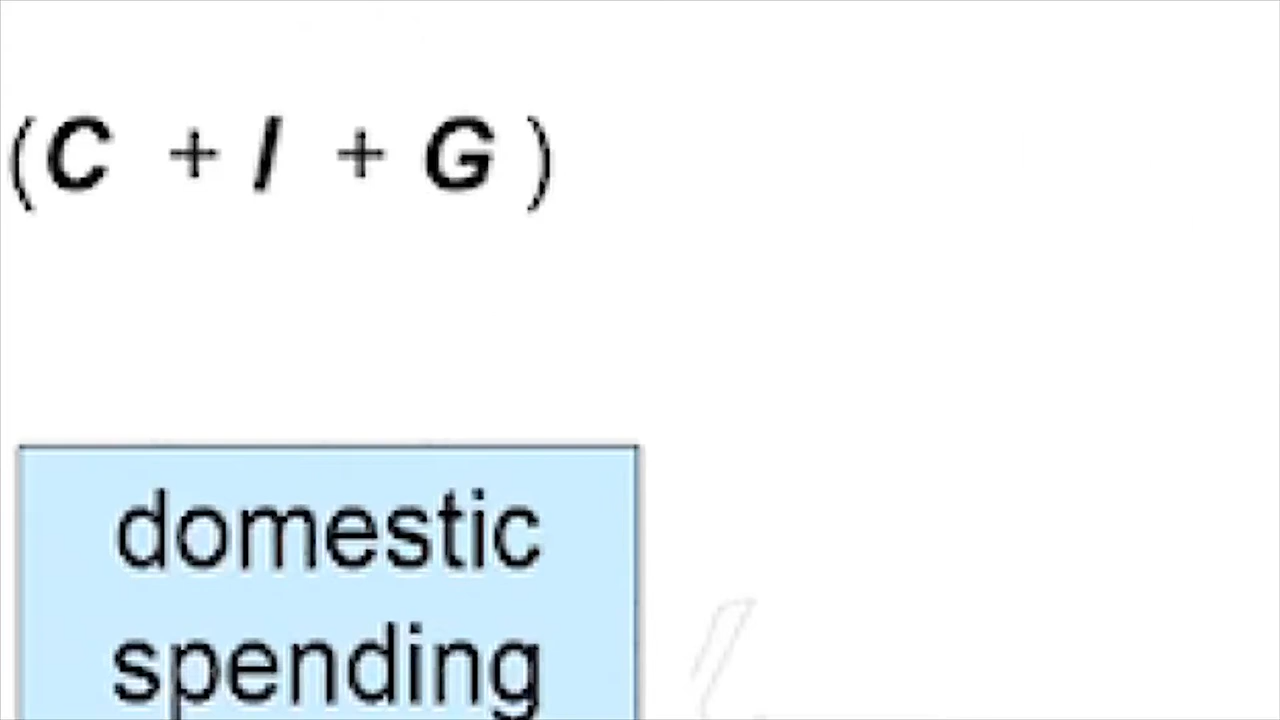 (C + I + G )
domestic
spending